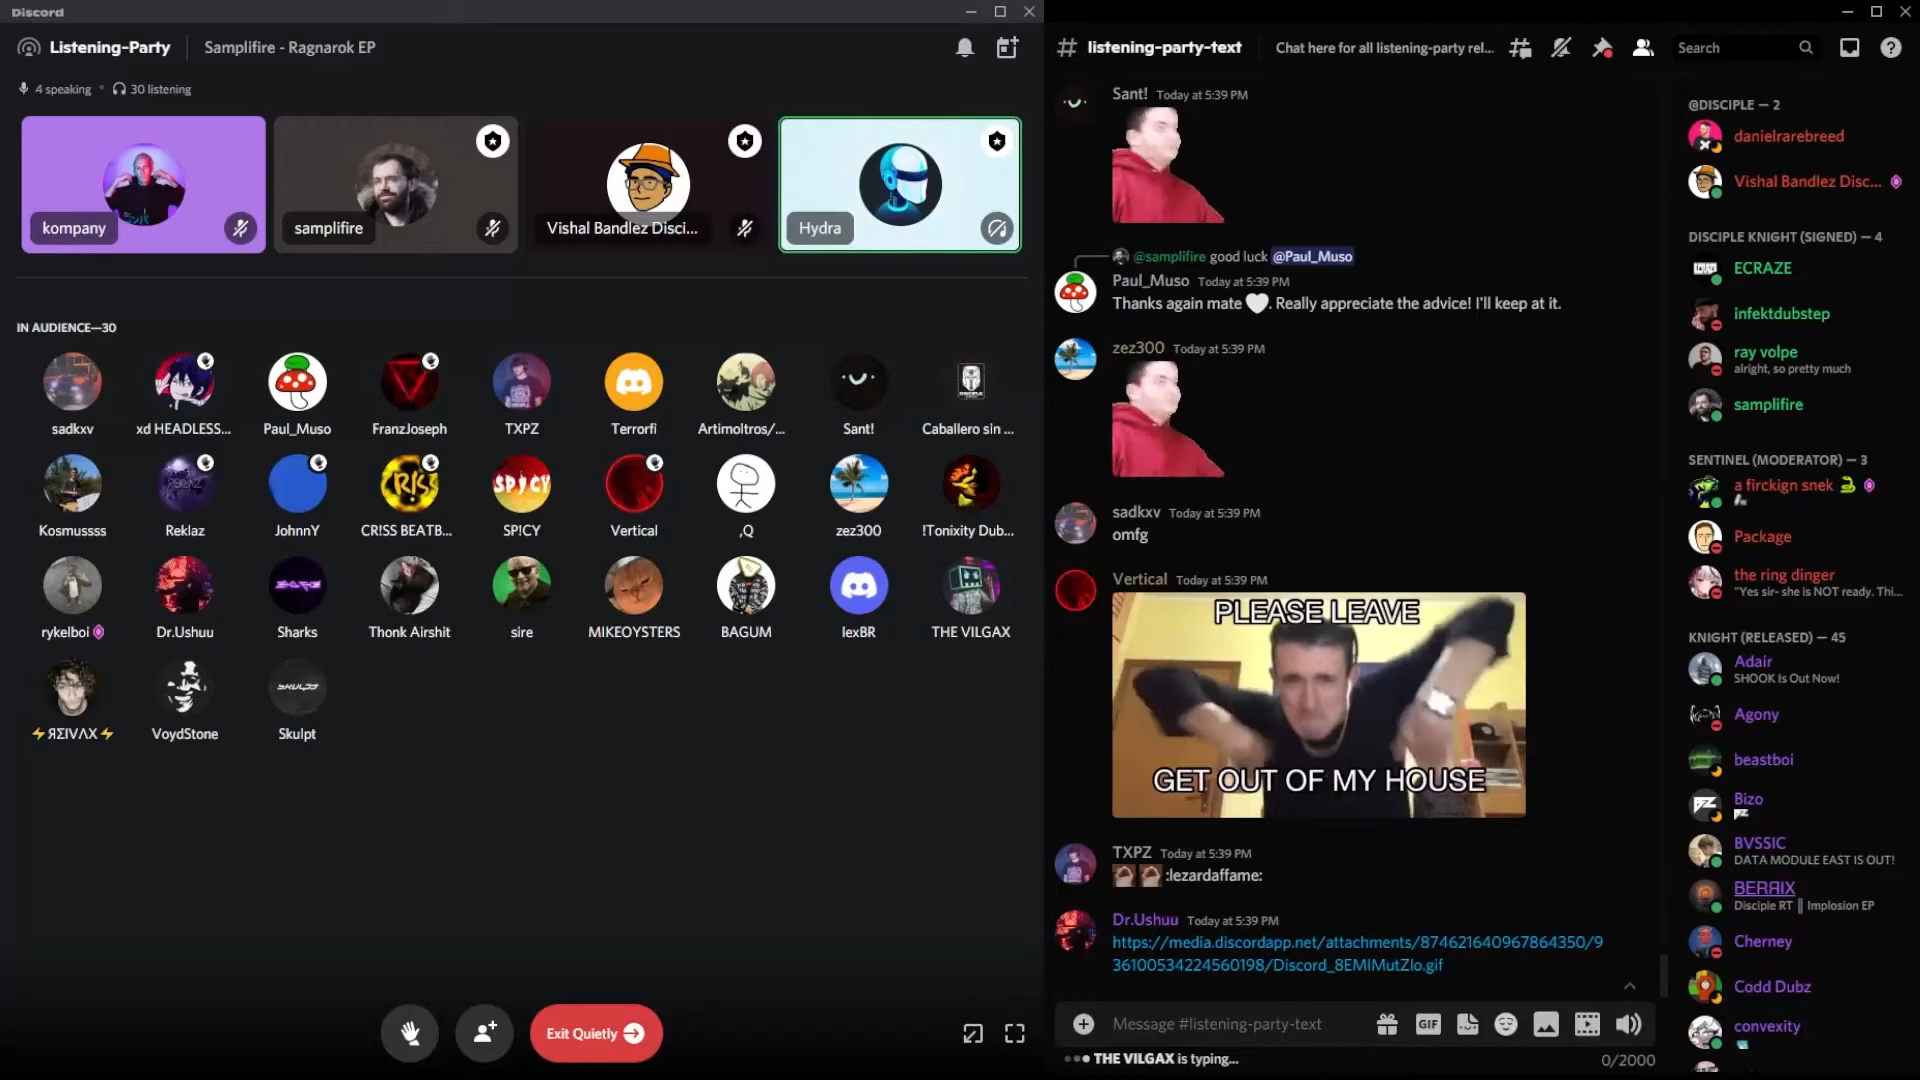 Discord
Listening-Party
Samplifire - Ragnarok EP
4 speaking
30 listening
kompany
samplifire
Vishal Bandlez Disci...
Hydra
IN AUDIENCE—30
sadkxv
xd HEADLESS...
Paul_Muso
FranzJoseph
TXPZ
Terrorfi
Artimoltros/...
Sant!
Caballero sin ...
Kosmussss
Reklaz
JohnnY
CR!SS BEATB...
SP!CY
Vertical
,Q
zez300
!Tonixity Dub...
rykelboi
Dr.Ushuu
Sharks
Thonk Airshit
sire
MIKEOYSTERS
BAGUM
lexBR
THE VILGAX
⚡ЯΣIVΛX⚡
VoydStone
Skulpt
Exit Quietly
# listening-party-text
Chat here for all listening-party rel...
Search
Sant! Today at 5:39 PM
@samplifire good luck @Paul_Muso
Paul_Muso Today at 5:39 PM
Thanks again mate 🤍. Really appreciate the advice! I'll keep at it.
zez300 Today at 5:39 PM
sadkxv Today at 5:39 PM
omfg
Vertical Today at 5:39 PM
PLEASE LEAVE
GET OUT OF MY HOUSE
TXPZ Today at 5:39 PM
:lezardaffame:
Dr.Ushuu Today at 5:39 PM
https://media.discordapp.net/attachments/874621640967864350/9
36100534224560198/Discord_8EMIMutZlo.gif
Message #listening-party-text
GIF
THE VILGAX is typing...
0/2000
@DISCIPLE — 2
danielrarebreed
Vishal Bandlez Disc...
DISCIPLE KNIGHT (SIGNED) — 4
ECRAZE
infektdubstep
ray volpe
alright, so pretty much
samplifire
SENTINEL (MODERATOR) — 3
a firckign snek
Package
the ring dinger
"Yes sir- she is NOT ready. Thi...
KNIGHT (RELEASED) — 45
Adair
SHOOK Is Out Now!
Agony
beastboi
Bizo
BVSSIC
DATA MODULE EAST IS OUT!
BERЯIX
Disciple RT ║ Implosion EP
Cherney
Codd Dubz
convexity